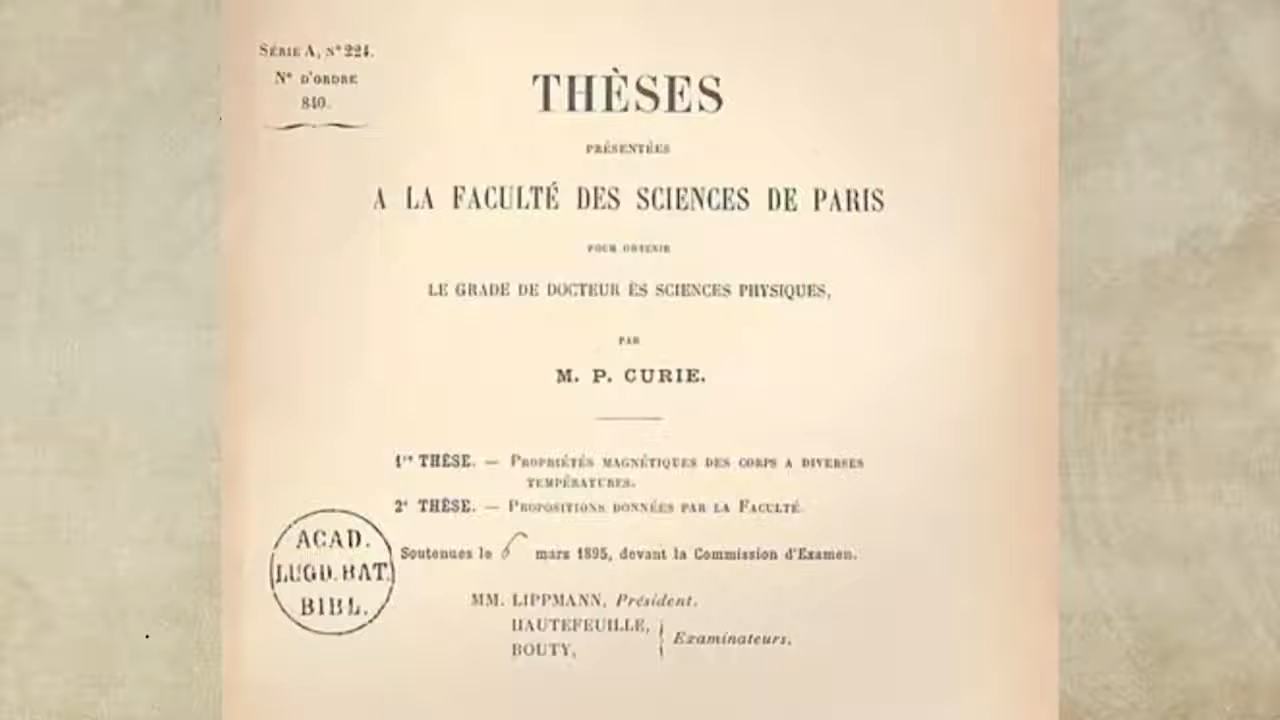 SÉRIE A, Nº 224.
Nº D'ORDRE
840.
THÈSES
PRÉSENTÉES
A LA FACULTÉ DES SCIENCES DE PARIS
POUR OBTENIR
LE GRADE DE DOCTEUR ÈS SCIENCES PHYSIQUES,
PAR
M. P. CURIE.
1re THÈSE. — PROPRIÉTÉS MAGNÉTIQUES DES CORPS A DIVERSES
TEMPÉRATURES.
2e THÈSE. — PROPOSITIONS DONNÉES PAR LA FACULTÉ.
Soutenues le 6 mars 1895, devant la Commission d'Examen.
ACAD.
LUGD. BAT.
BIBL.
MM. LIPPMANN, Président.
HAUTEFEUILLE,
BOUTY,
Examinateurs.